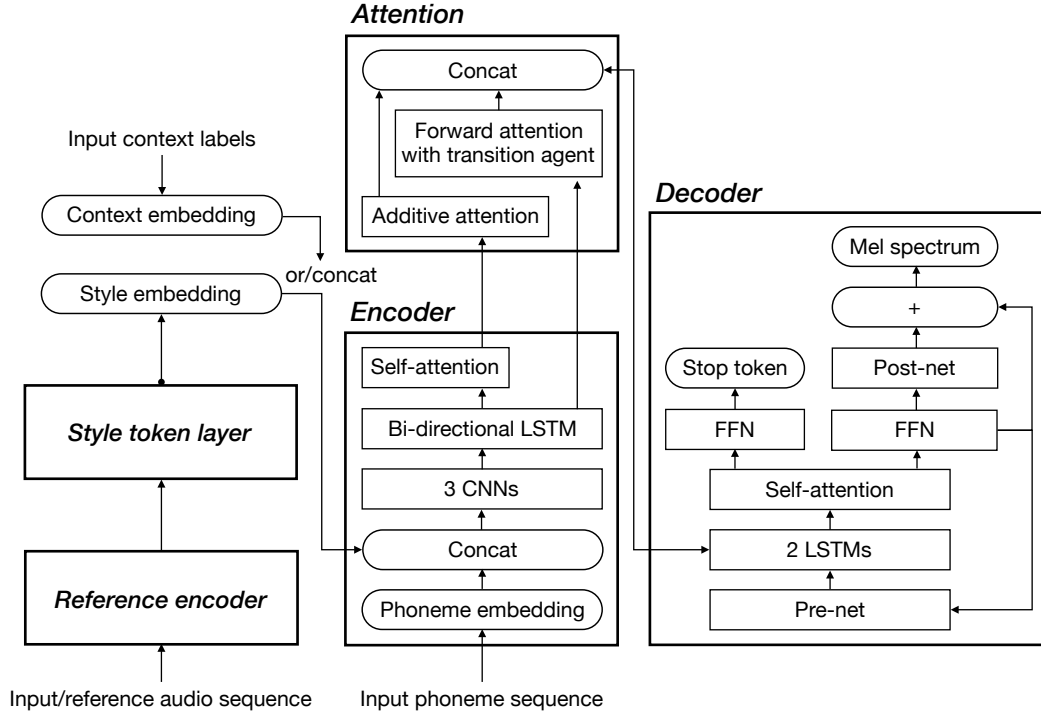 Attention
Concat
Forward attention
with transition agent
Additive attention
Input context labels
Context embedding
or/concat
Style embedding
Style token layer
Reference encoder
Input/reference audio sequence
Encoder
Self-attention
Bi-directional LSTM
3 CNNs
Concat
Phoneme embedding
Input phoneme sequence
Decoder
Mel spectrum
+
Post-net
Stop token
FFN
FFN
Self-attention
2 LSTMs
Pre-net